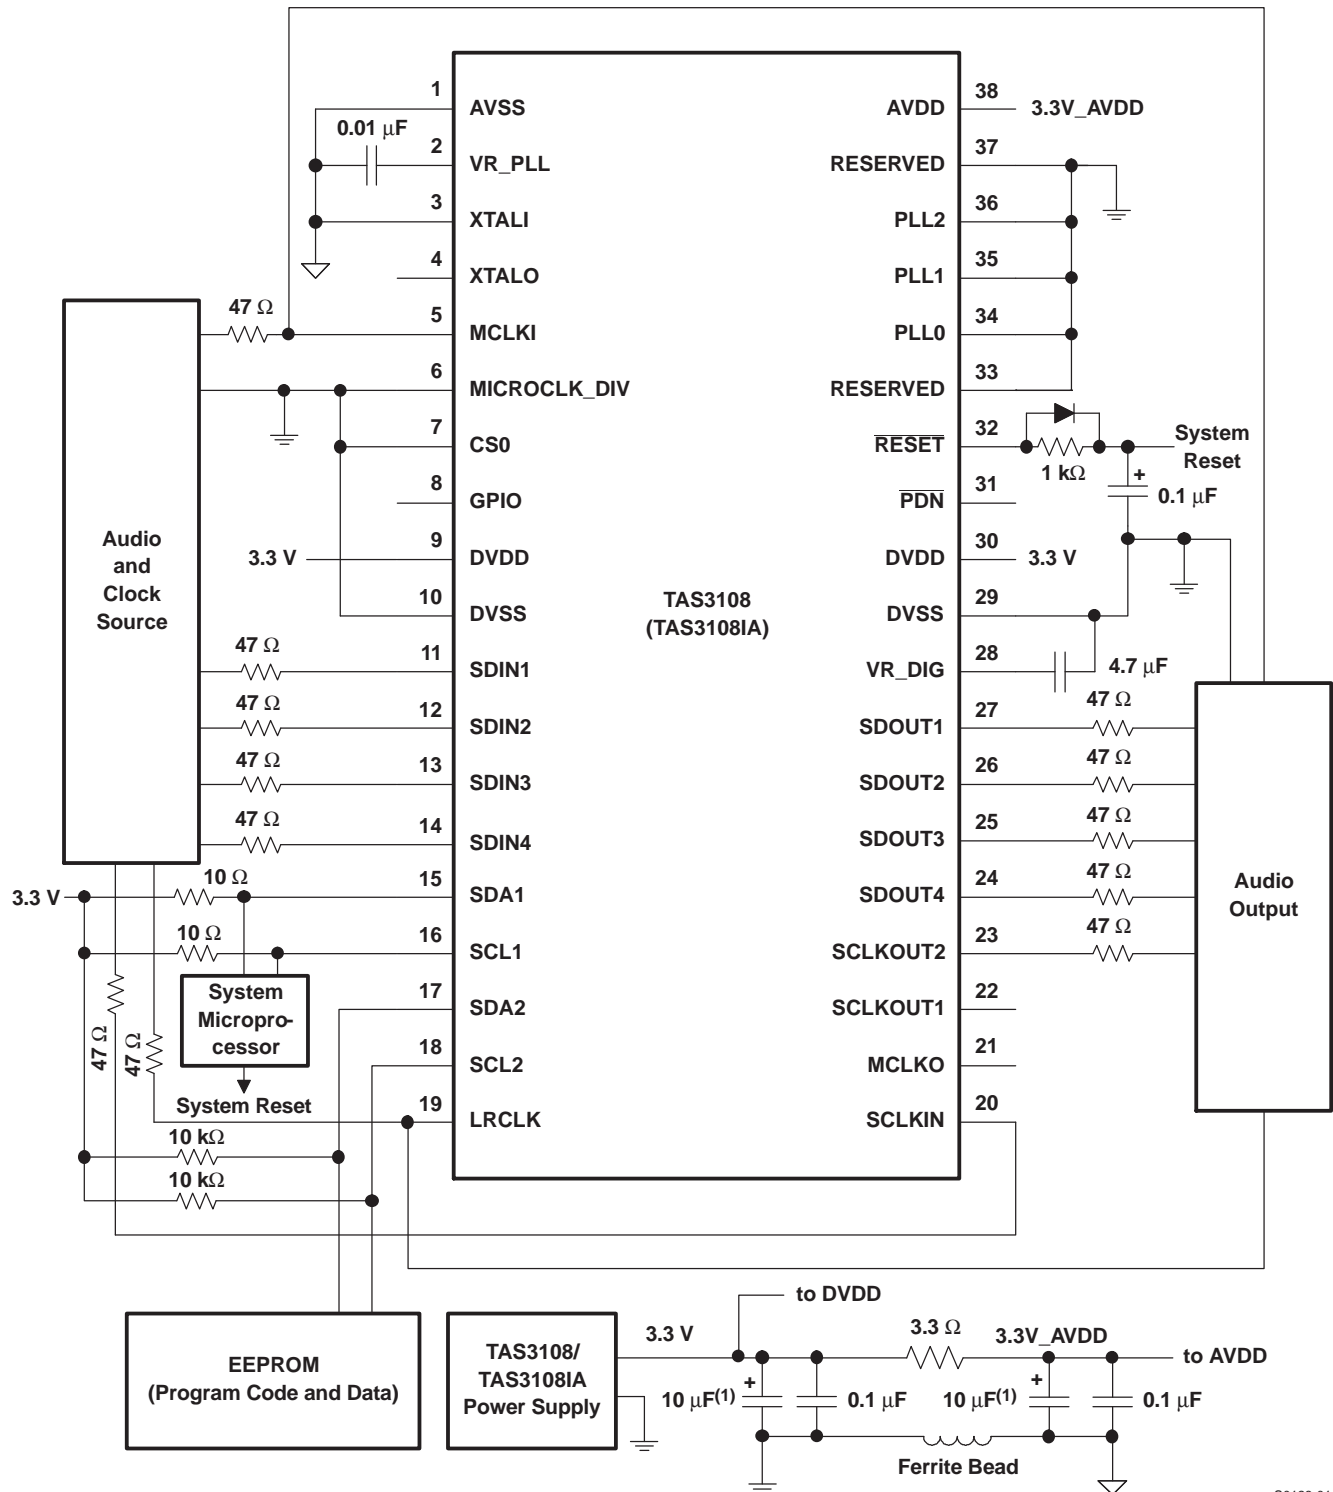 1 AVSS
0.01 μF
2 VR_PLL
3 XTALI
4 XTALO
47 Ω
5 MCLKI
6 MICROCLK_DIV
7 CS0
8 GPIO
3.3 V
9 DVDD
10 DVSS
47 Ω
11 SDIN1
47 Ω
12 SDIN2
47 Ω
13 SDIN3
47 Ω
14 SDIN4
3.3 V
10 Ω
15 SDA1
10 Ω
16 SCL1
17 SDA2
18 SCL2
19 LRCLK
Audio
and
Clock
Source
47 Ω
47 Ω
System
Micropro-
cessor
System Reset
10 kΩ
10 kΩ
TAS3108
(TAS3108IA)
AVDD 38
3.3V_AVDD
RESERVED 37
PLL2 36
PLL1 35
PLL0 34
RESERVED 33
RESET 32
1 kΩ
System
Reset
+
0.1 μF
PDN 31
DVDD 30
3.3 V
DVSS 29
VR_DIG 28
4.7 μF
SDOUT1 27
47 Ω
SDOUT2 26
47 Ω
SDOUT3 25
47 Ω
SDOUT4 24
47 Ω
SCLKOUT2 23
47 Ω
SCLKOUT1 22
MCLKO 21
SCLKIN 20
Audio
Output
EEPROM
(Program Code and Data)
TAS3108/
TAS3108IA
Power Supply
3.3 V
to DVDD
3.3 Ω
3.3V_AVDD
to AVDD
+
10 μF(1)
0.1 μF
+
10 μF(1)
0.1 μF
Ferrite Bead